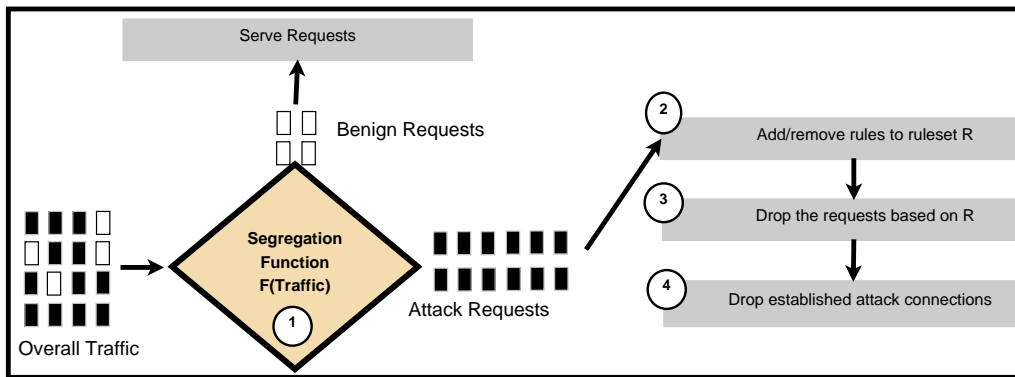 Serve Requests
Benign Requests
2
Add/remove rules to ruleset R
3
Drop the requests based on R
Segregation
Function
F(Traffic)
1
Attack Requests
4
Drop established attack connections
Overall Traffic